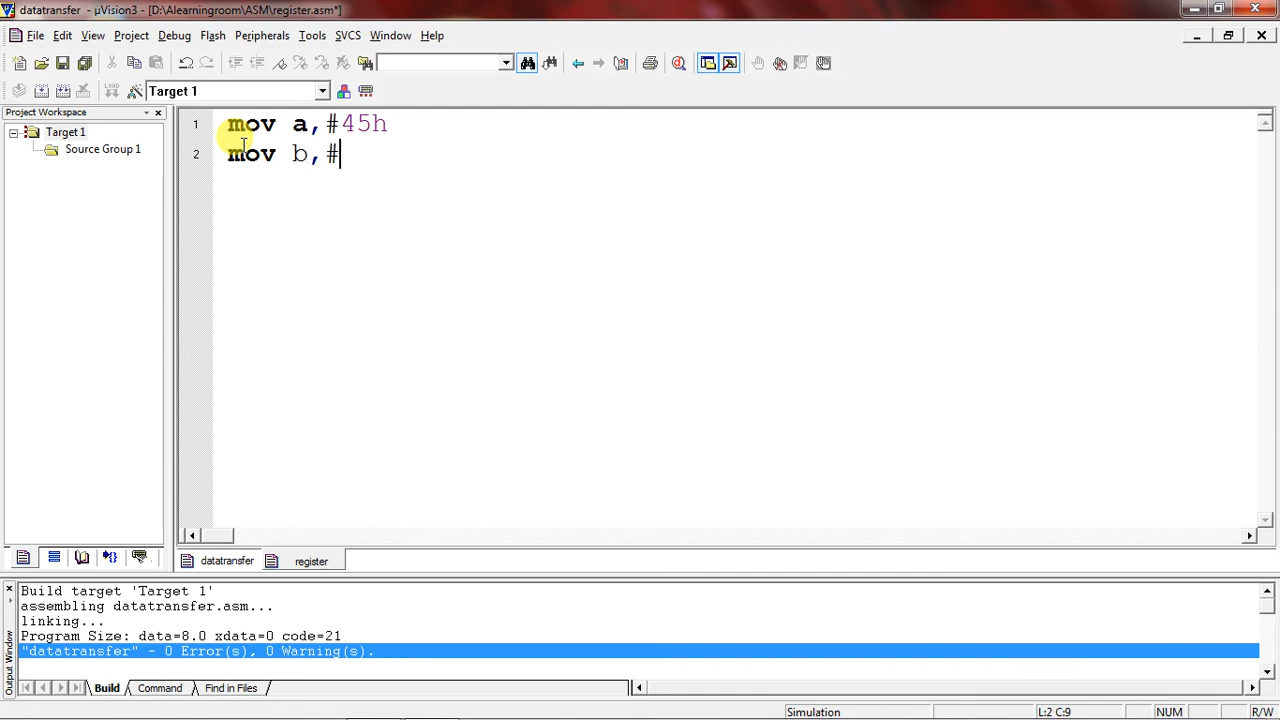 datatransfer - µVision3 - [D:\Alearningroom\ASM\register.asm*]
File Edit View Project Debug Flash Peripherals Tools SVCS Window Help
LOAD Target 1
Project Workspace
Target 1
Source Group 1
1 mov a,#45h
2 mov b,#
datatransfer register
Build target 'Target 1'
assembling datatransfer.asm...
linking...
Program Size: data=8.0 xdata=0 code=21
"datatransfer" - 0 Error(s), 0 Warning(s).
Output Window
Build Command Find in Files
Simulation L:2 C:9 NUM R/W